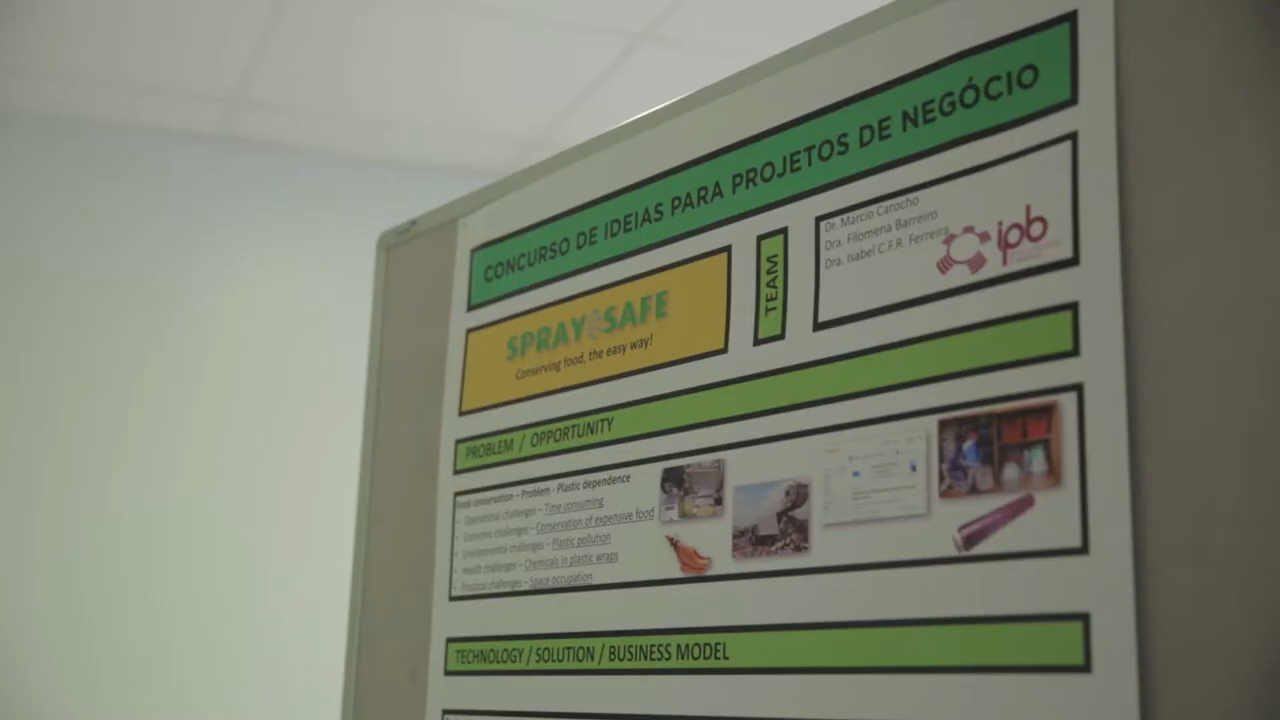 CONCURSO DE IDEIAS PARA PROJETOS DE NEGÓCIO
SPRAY SAFE
Conserving food, the easy way!
TEAM
Dr. Márcio Carocho
Dra. Filomena Barreiro
Dra. Isabel C.F.R. Ferreira
ipb
PROBLEM / OPPORTUNITY
Food conservation – Problem - Plastic dependence
• Operational challenges – Time consuming
• Economic challenges – Conservation of expensive food
• Environmental challenges – Plastic pollution
• Health challenges – Chemicals in plastic wraps
• Practical challenges – Space occupation
TECHNOLOGY / SOLUTION / BUSINESS MODEL